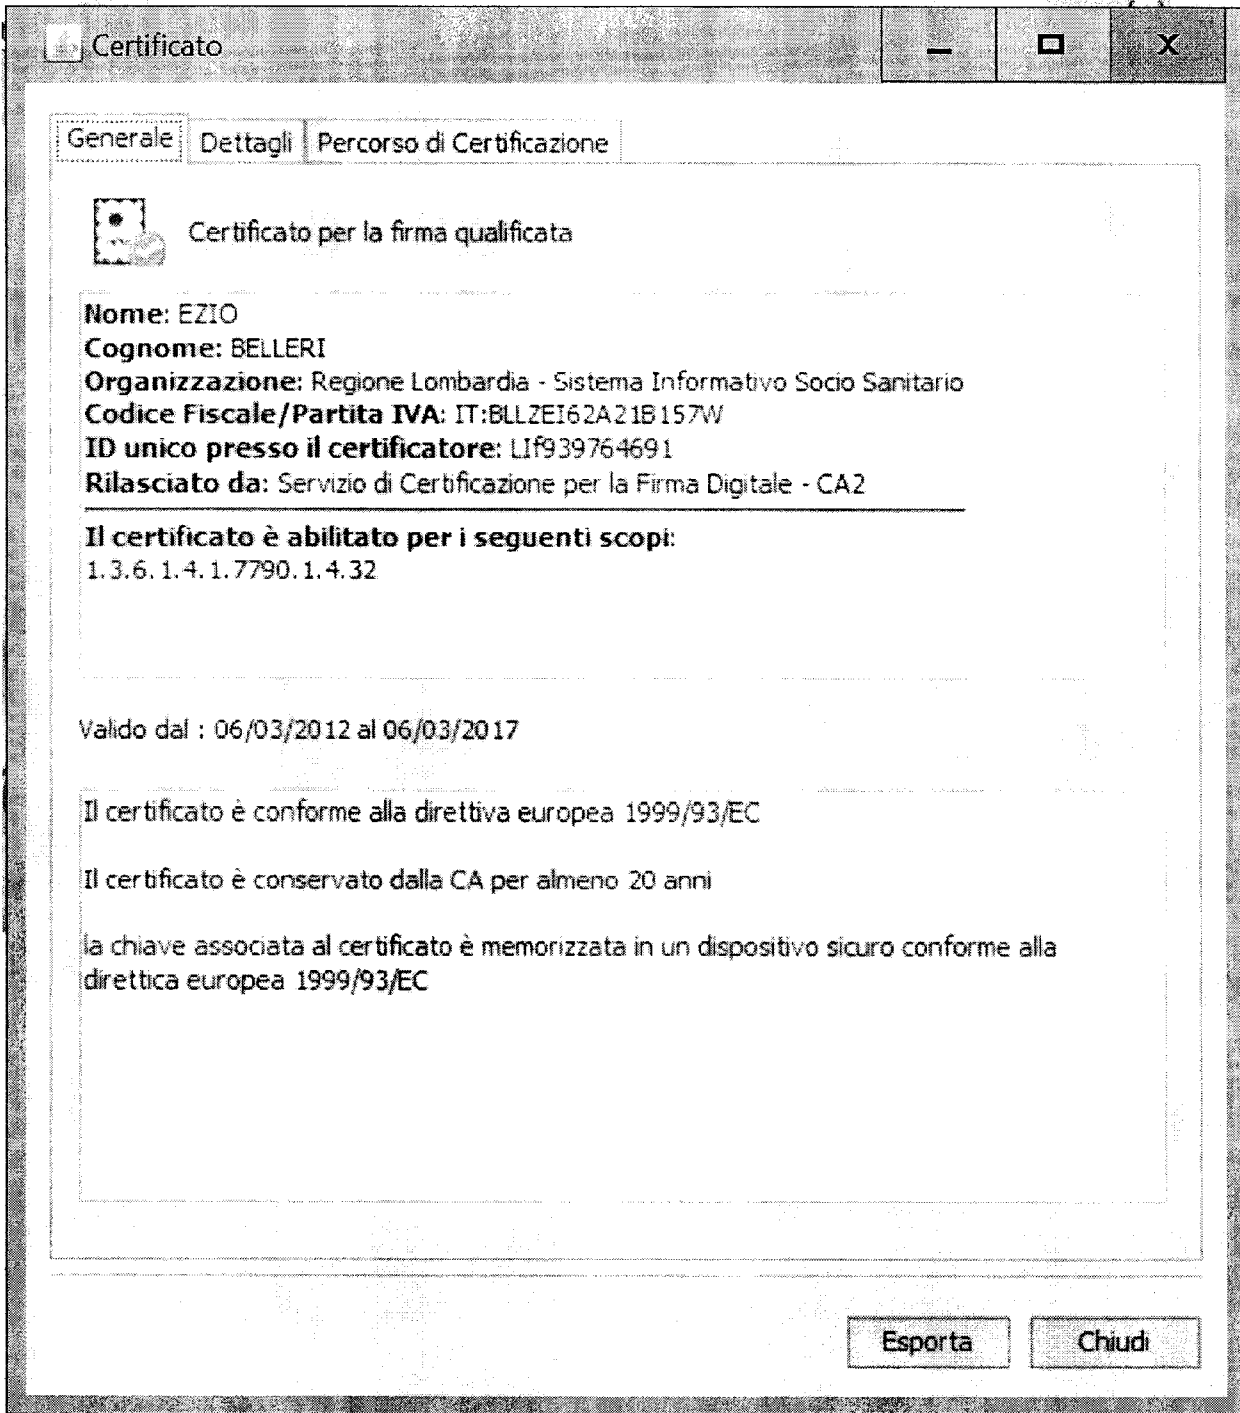 Certificato
Generale Dettagli Percorso di Certificazione
Certificato per la firma qualificata
Nome: EZIO
Cognome: BELLERI
Organizzazione: Regione Lombardia - Sistema Informativo Socio Sanitario
Codice Fiscale/Partita IVA: IT:BLLZEI62A21B157W
ID unico presso il certificatore: LIf939764691
Rilasciato da: Servizio di Certificazione per la Firma Digitale - CA2
Il certificato è abilitato per i seguenti scopi:
1.3.6.1.4.1.7790.1.4.32
Valido dal : 06/03/2012 al 06/03/2017
Il certificato è conforme alla direttiva europea 1999/93/EC
Il certificato è conservato dalla CA per almeno 20 anni
la chiave associata al certificato è memorizzata in un dispositivo sicuro conforme alla
direttica europea 1999/93/EC
Esporta Chiudi